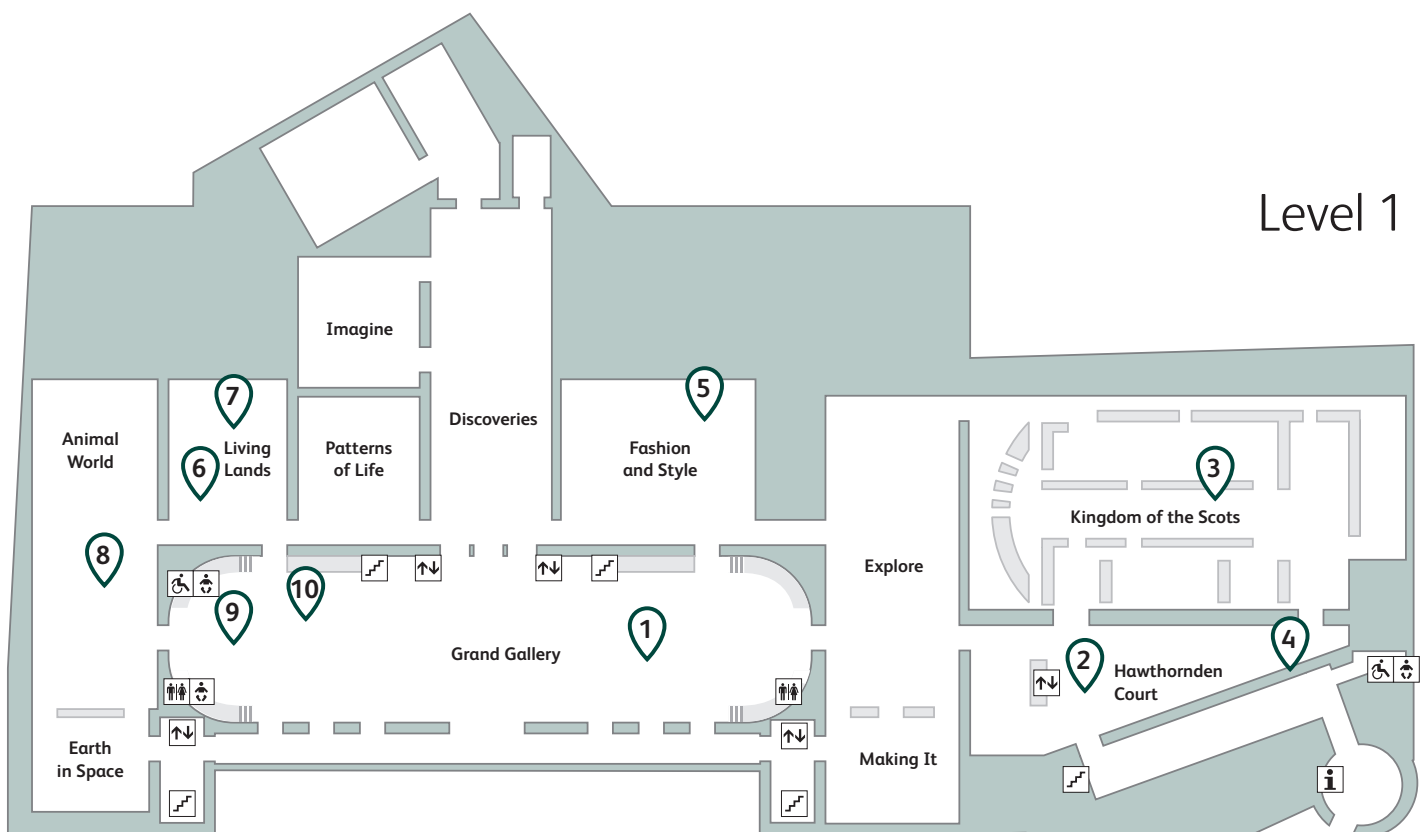 Level 1
Imagine
7
5
Discoveries
Animal
World
Living
Lands
6
Patterns
of Life
Fashion
and Style
3
Kingdom of the Scots
8
Explore
10
9
1
4
Grand Gallery
2
Hawthornden
Court
Earth
in Space
Making It
i